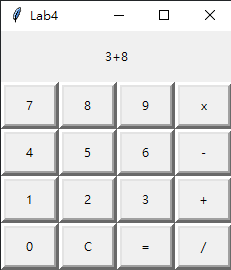 Lab4
3+8
7 8 9 x
4 5 6 -
1 2 3 +
0 C = /